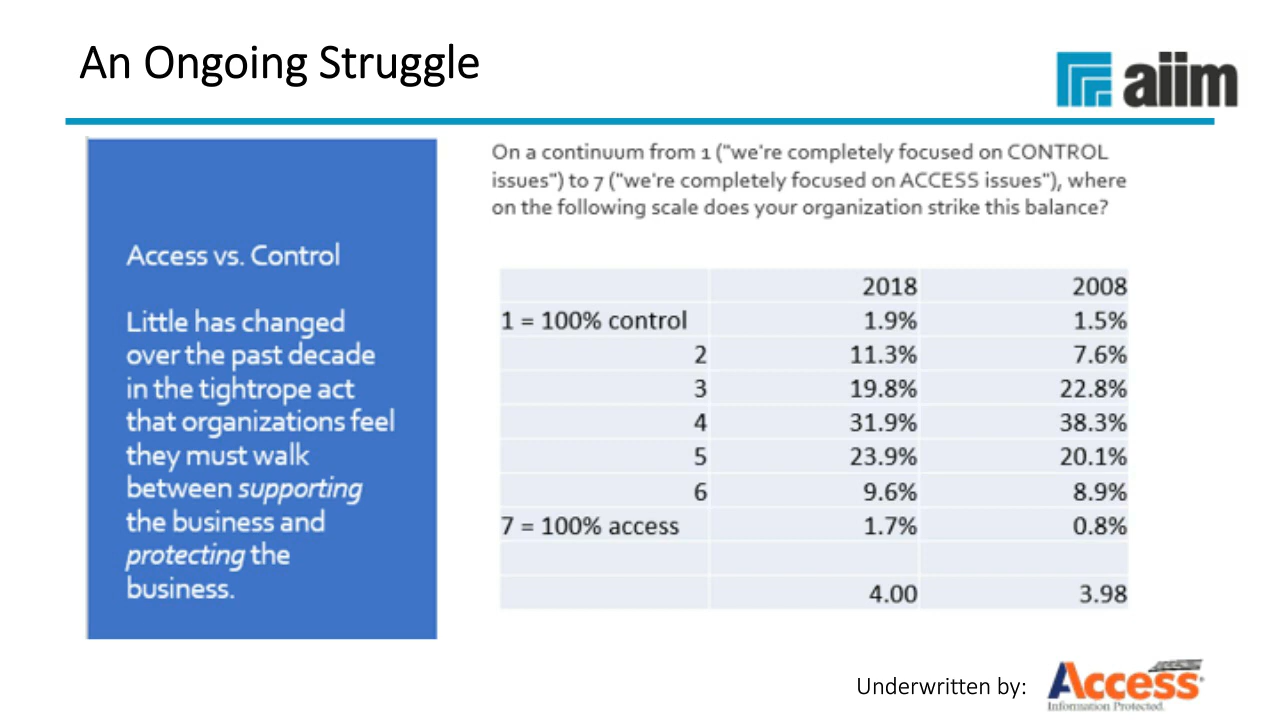 An Ongoing Struggle
aiim
Access vs. Control
Little has changed
over the past decade
in the tightrope act
that organizations feel
they must walk
between supporting
the business and
protecting the
business.
On a continuum from 1 ("we're completely focused on CONTROL
issues") to 7 ("we're completely focused on ACCESS issues"), where
on the following scale does your organization strike this balance?
2018 2008
1 = 100% control 1.9% 1.5%
2 11.3% 7.6%
3 19.8% 22.8%
4 31.9% 38.3%
5 23.9% 20.1%
6 9.6% 8.9%
7 = 100% access 1.7% 0.8%
4.00 3.98
Underwritten by:
Access
Information Protected.